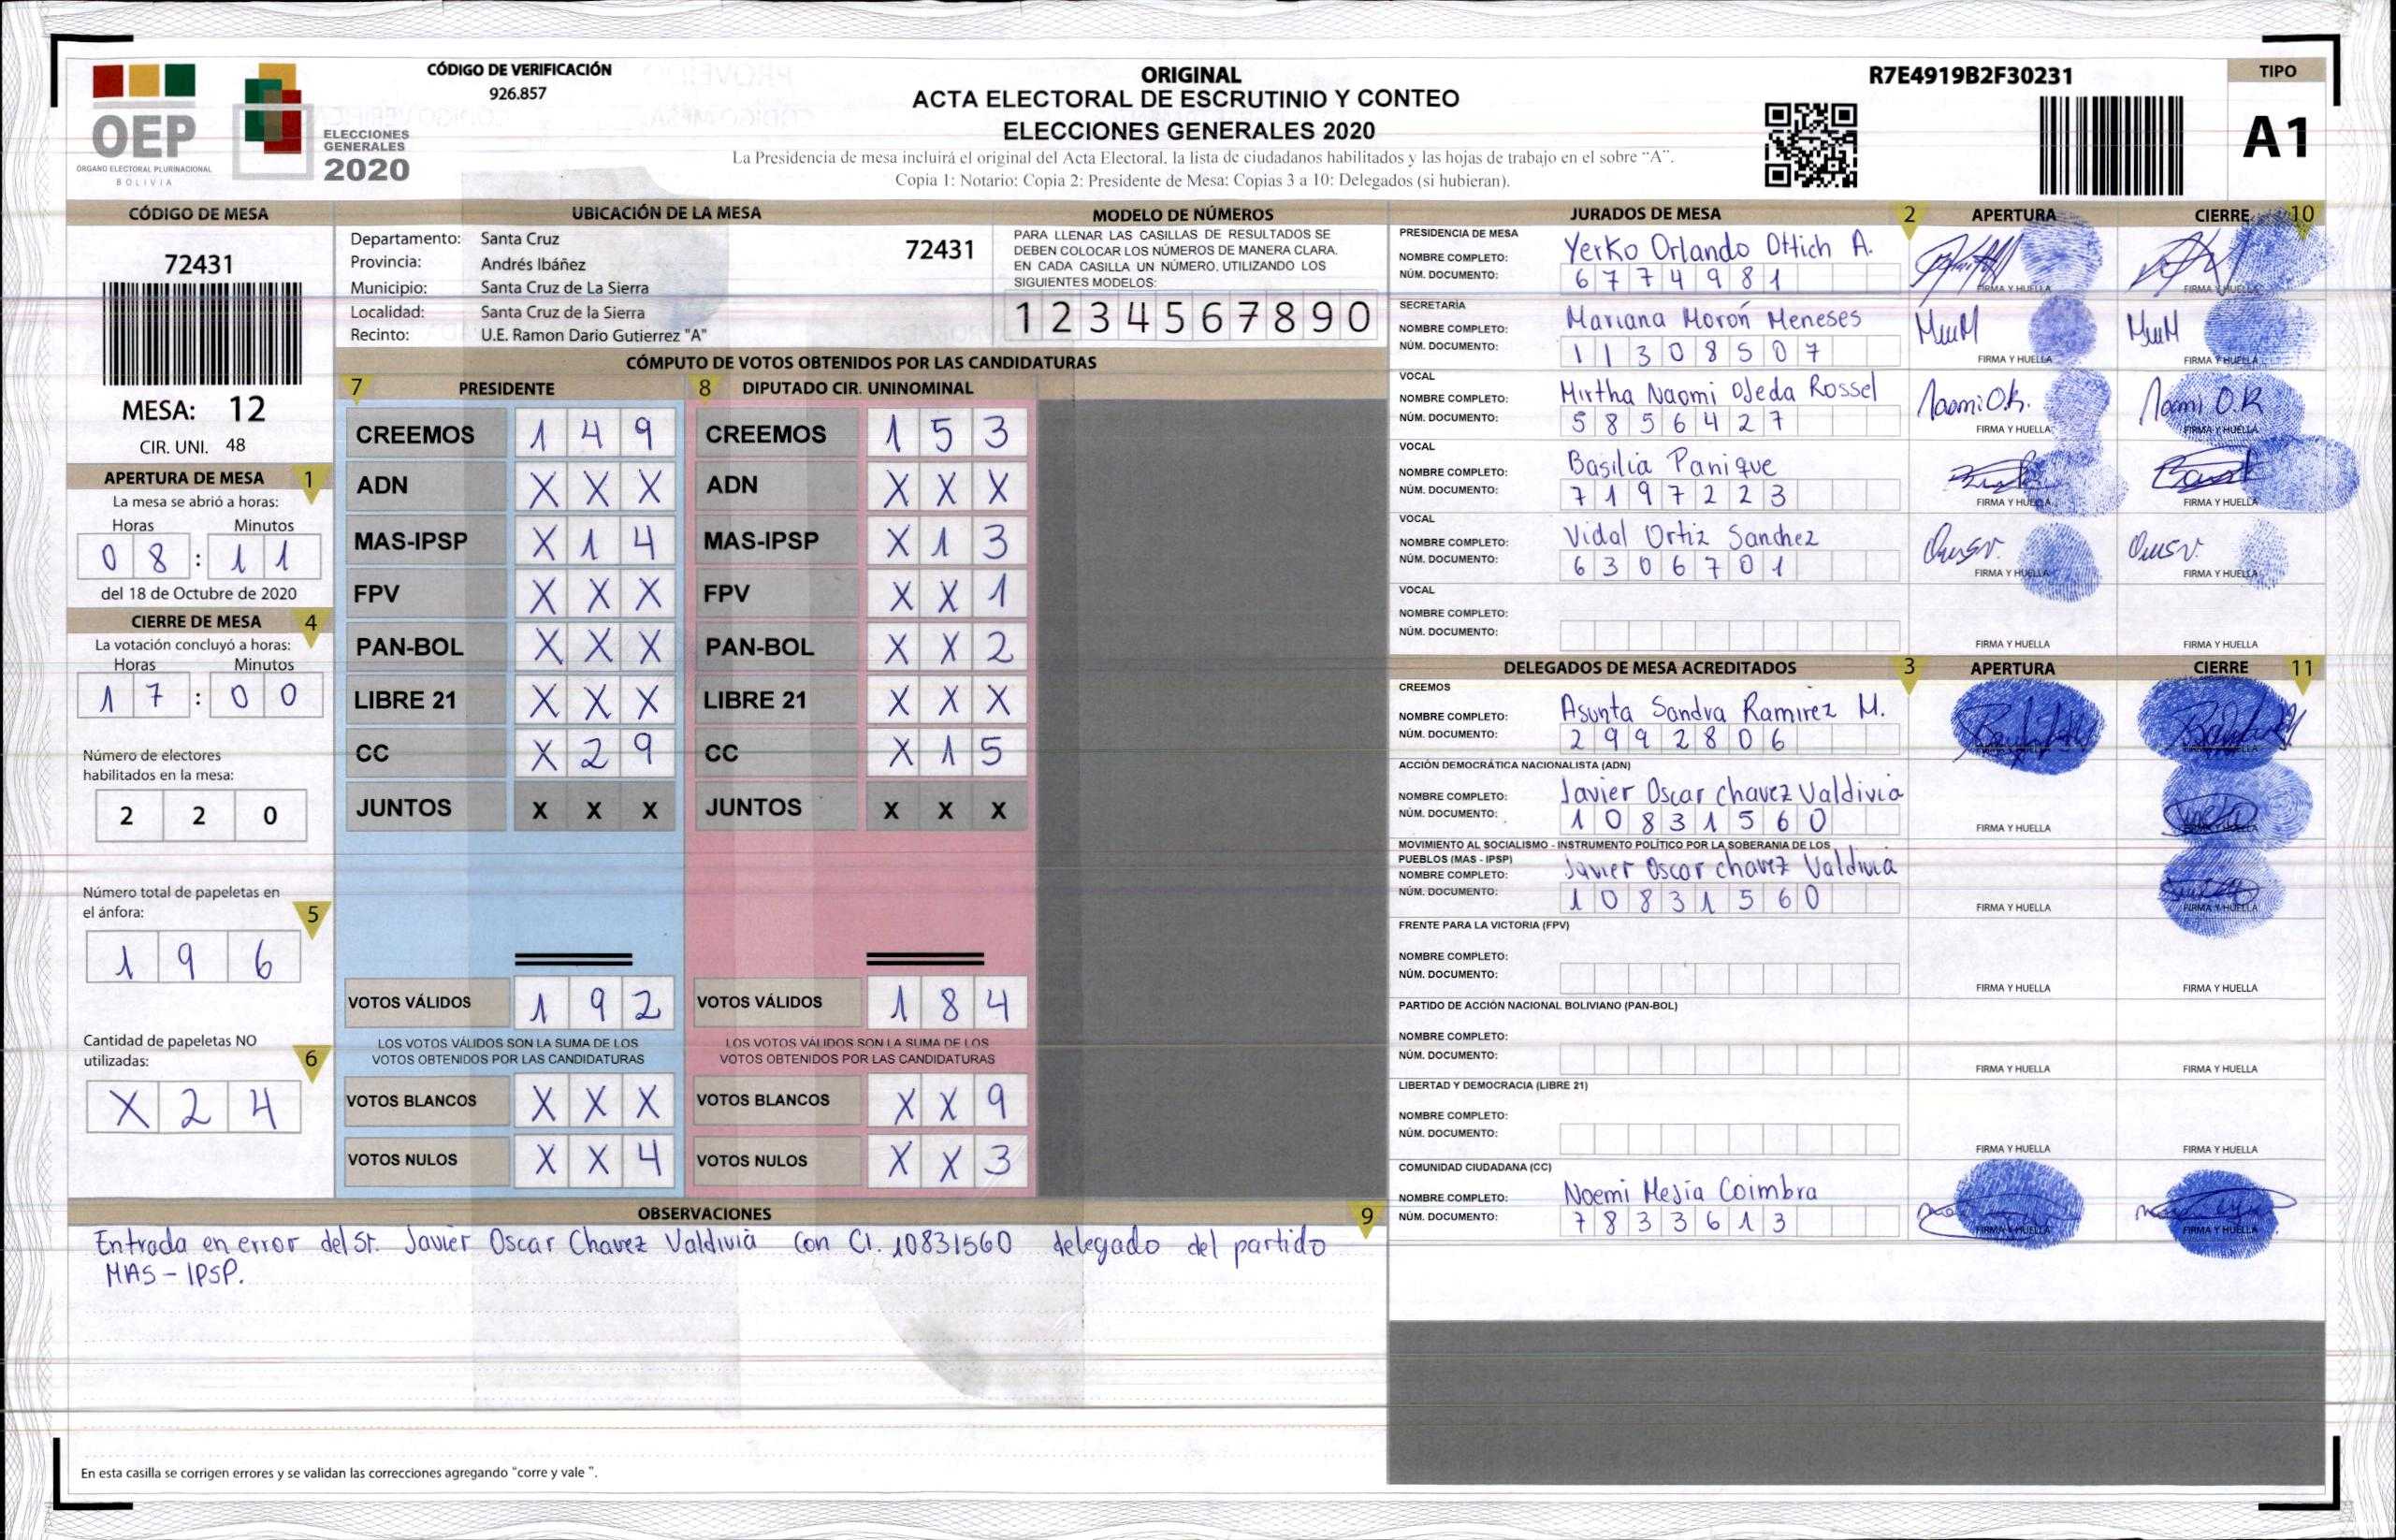 CÓDIGO DE VERIFICACIÓN
926.857
ORIGINAL
ACTA ELECTORAL DE ESCRUTINIO Y CONTEO
ELECCIONES GENERALES 2020
La Presidencia de mesa incluirá el original del Acta Electoral, la lista de ciudadanos habilitados y las hojas de trabajo en el sobre "A".
Copia 1: Notario: Copia 2: Presidente de Mesa: Copias 3 a 10: Delegados (si hubieran).
R7E4919B2F30231
TIPO
A1
OEP
ÓRGANO ELECTORAL PLURINACIONAL
BOLIVIA
ELECCIONES
GENERALES
2020
CÓDIGO DE MESA
72431
MESA: 12
CIR. UNI. 48
APERTURA DE MESA 1
La mesa se abrió a horas:
Horas Minutos
0 8 : 1 1
del 18 de Octubre de 2020
CIERRE DE MESA 4
La votación concluyó a horas:
Horas Minutos
1 7 : 0 0
Número de electores
habilitados en la mesa:
2 2 0
Número total de papeletas en
el ánfora: 5
1 9 6
Cantidad de papeletas NO
utilizadas: 6
X 2 4
UBICACIÓN DE LA MESA
Departamento: Santa Cruz
72431
Provincia: Andrés Ibáñez
Municipio: Santa Cruz de La Sierra
Localidad: Santa Cruz de la Sierra
Recinto: U.E. Ramon Dario Gutierrez "A"
MODELO DE NÚMEROS
PARA LLENAR LAS CASILLAS DE RESULTADOS SE
DEBEN COLOCAR LOS NÚMEROS DE MANERA CLARA.
EN CADA CASILLA UN NÚMERO, UTILIZANDO LOS
SIGUIENTES MODELOS:
1 2 3 4 5 6 7 8 9 0
CÓMPUTO DE VOTOS OBTENIDOS POR LAS CANDIDATURAS
7 PRESIDENTE 8 DIPUTADO CIR. UNINOMINAL
CREEMOS 1 4 9 CREEMOS 1 5 3
ADN X X X ADN X X X
MAS-IPSP X 1 4 MAS-IPSP X 1 3
FPV X X X FPV X X 1
PAN-BOL X X X PAN-BOL X X 2
LIBRE 21 X X X LIBRE 21 X X X
CC X 2 9 CC X 1 5
JUNTOS X X X JUNTOS X X X
VOTOS VÁLIDOS 1 9 2 VOTOS VÁLIDOS 1 8 4
LOS VOTOS VÁLIDOS SON LA SUMA DE LOS LOS VOTOS VÁLIDOS SON LA SUMA DE LOS
VOTOS OBTENIDOS POR LAS CANDIDATURAS VOTOS OBTENIDOS POR LAS CANDIDATURAS
VOTOS BLANCOS X X X VOTOS BLANCOS X X 9
VOTOS NULOS X X 4 VOTOS NULOS X X 3
OBSERVACIONES 9
Entrada en error del Sr. Javier Oscar Chavez Valdivia con CI. 10831560 delegado del partido
MAS-IPSP.
En esta casilla se corrigen errores y se validan las correcciones agregando "corre y vale".
JURADOS DE MESA 2 APERTURA CIERRE 10
PRESIDENCIA DE MESA
NOMBRE COMPLETO: Yerko Orlando Ottich A.
NÚM. DOCUMENTO: 6 7 7 4 9 8 1
FIRMA Y HUELLA FIRMA Y HUELLA
SECRETARÍA
NOMBRE COMPLETO: Mariana Morón Meneses
NÚM. DOCUMENTO: 1 1 3 0 8 5 0 7
FIRMA Y HUELLA FIRMA Y HUELLA
VOCAL
NOMBRE COMPLETO: Mirtha Naomi Ojeda Rossel
NÚM. DOCUMENTO: 5 8 5 6 4 2 7
Naomi O.R. Naomi O.R
FIRMA Y HUELLA FIRMA Y HUELLA
VOCAL
NOMBRE COMPLETO: Basilia Panique
NÚM. DOCUMENTO: 7 1 9 7 2 2 3
FIRMA Y HUELLA FIRMA Y HUELLA
VOCAL
NOMBRE COMPLETO: Vidal Ortiz Sanchez
NÚM. DOCUMENTO: 6 3 0 6 7 0 1
FIRMA Y HUELLA FIRMA Y HUELLA
VOCAL
NOMBRE COMPLETO:
NÚM. DOCUMENTO:
FIRMA Y HUELLA FIRMA Y HUELLA
DELEGADOS DE MESA ACREDITADOS 3 APERTURA CIERRE 11
CREEMOS
NOMBRE COMPLETO: Asunta Sandra Ramirez M.
NÚM. DOCUMENTO: 2 9 9 2 8 0 6
FIRMA Y HUELLA
ACCIÓN DEMOCRÁTICA NACIONALISTA (ADN)
NOMBRE COMPLETO: Javier Oscar chavez Valdivia
NÚM. DOCUMENTO: 1 0 8 3 1 5 6 0
FIRMA Y HUELLA FIRMA Y HUELLA
MOVIMIENTO AL SOCIALISMO - INSTRUMENTO POLÍTICO POR LA SOBERANIA DE LOS
PUEBLOS (MAS - IPSP)
NOMBRE COMPLETO: Javier Oscar chavez Valdivia
NÚM. DOCUMENTO: 1 0 8 3 1 5 6 0
FIRMA Y HUELLA FIRMA Y HUELLA
FRENTE PARA LA VICTORIA (FPV)
NOMBRE COMPLETO:
NÚM. DOCUMENTO:
FIRMA Y HUELLA FIRMA Y HUELLA
PARTIDO DE ACCIÓN NACIONAL BOLIVIANO (PAN-BOL)
NOMBRE COMPLETO:
NÚM. DOCUMENTO:
FIRMA Y HUELLA FIRMA Y HUELLA
LIBERTAD Y DEMOCRACIA (LIBRE 21)
NOMBRE COMPLETO:
NÚM. DOCUMENTO:
FIRMA Y HUELLA FIRMA Y HUELLA
COMUNIDAD CIUDADANA (CC)
NOMBRE COMPLETO: Noemi Mejia Coimbra
NÚM. DOCUMENTO: 7 8 3 3 6 1 3
FIRMA Y HUELLA FIRMA Y HUELLA